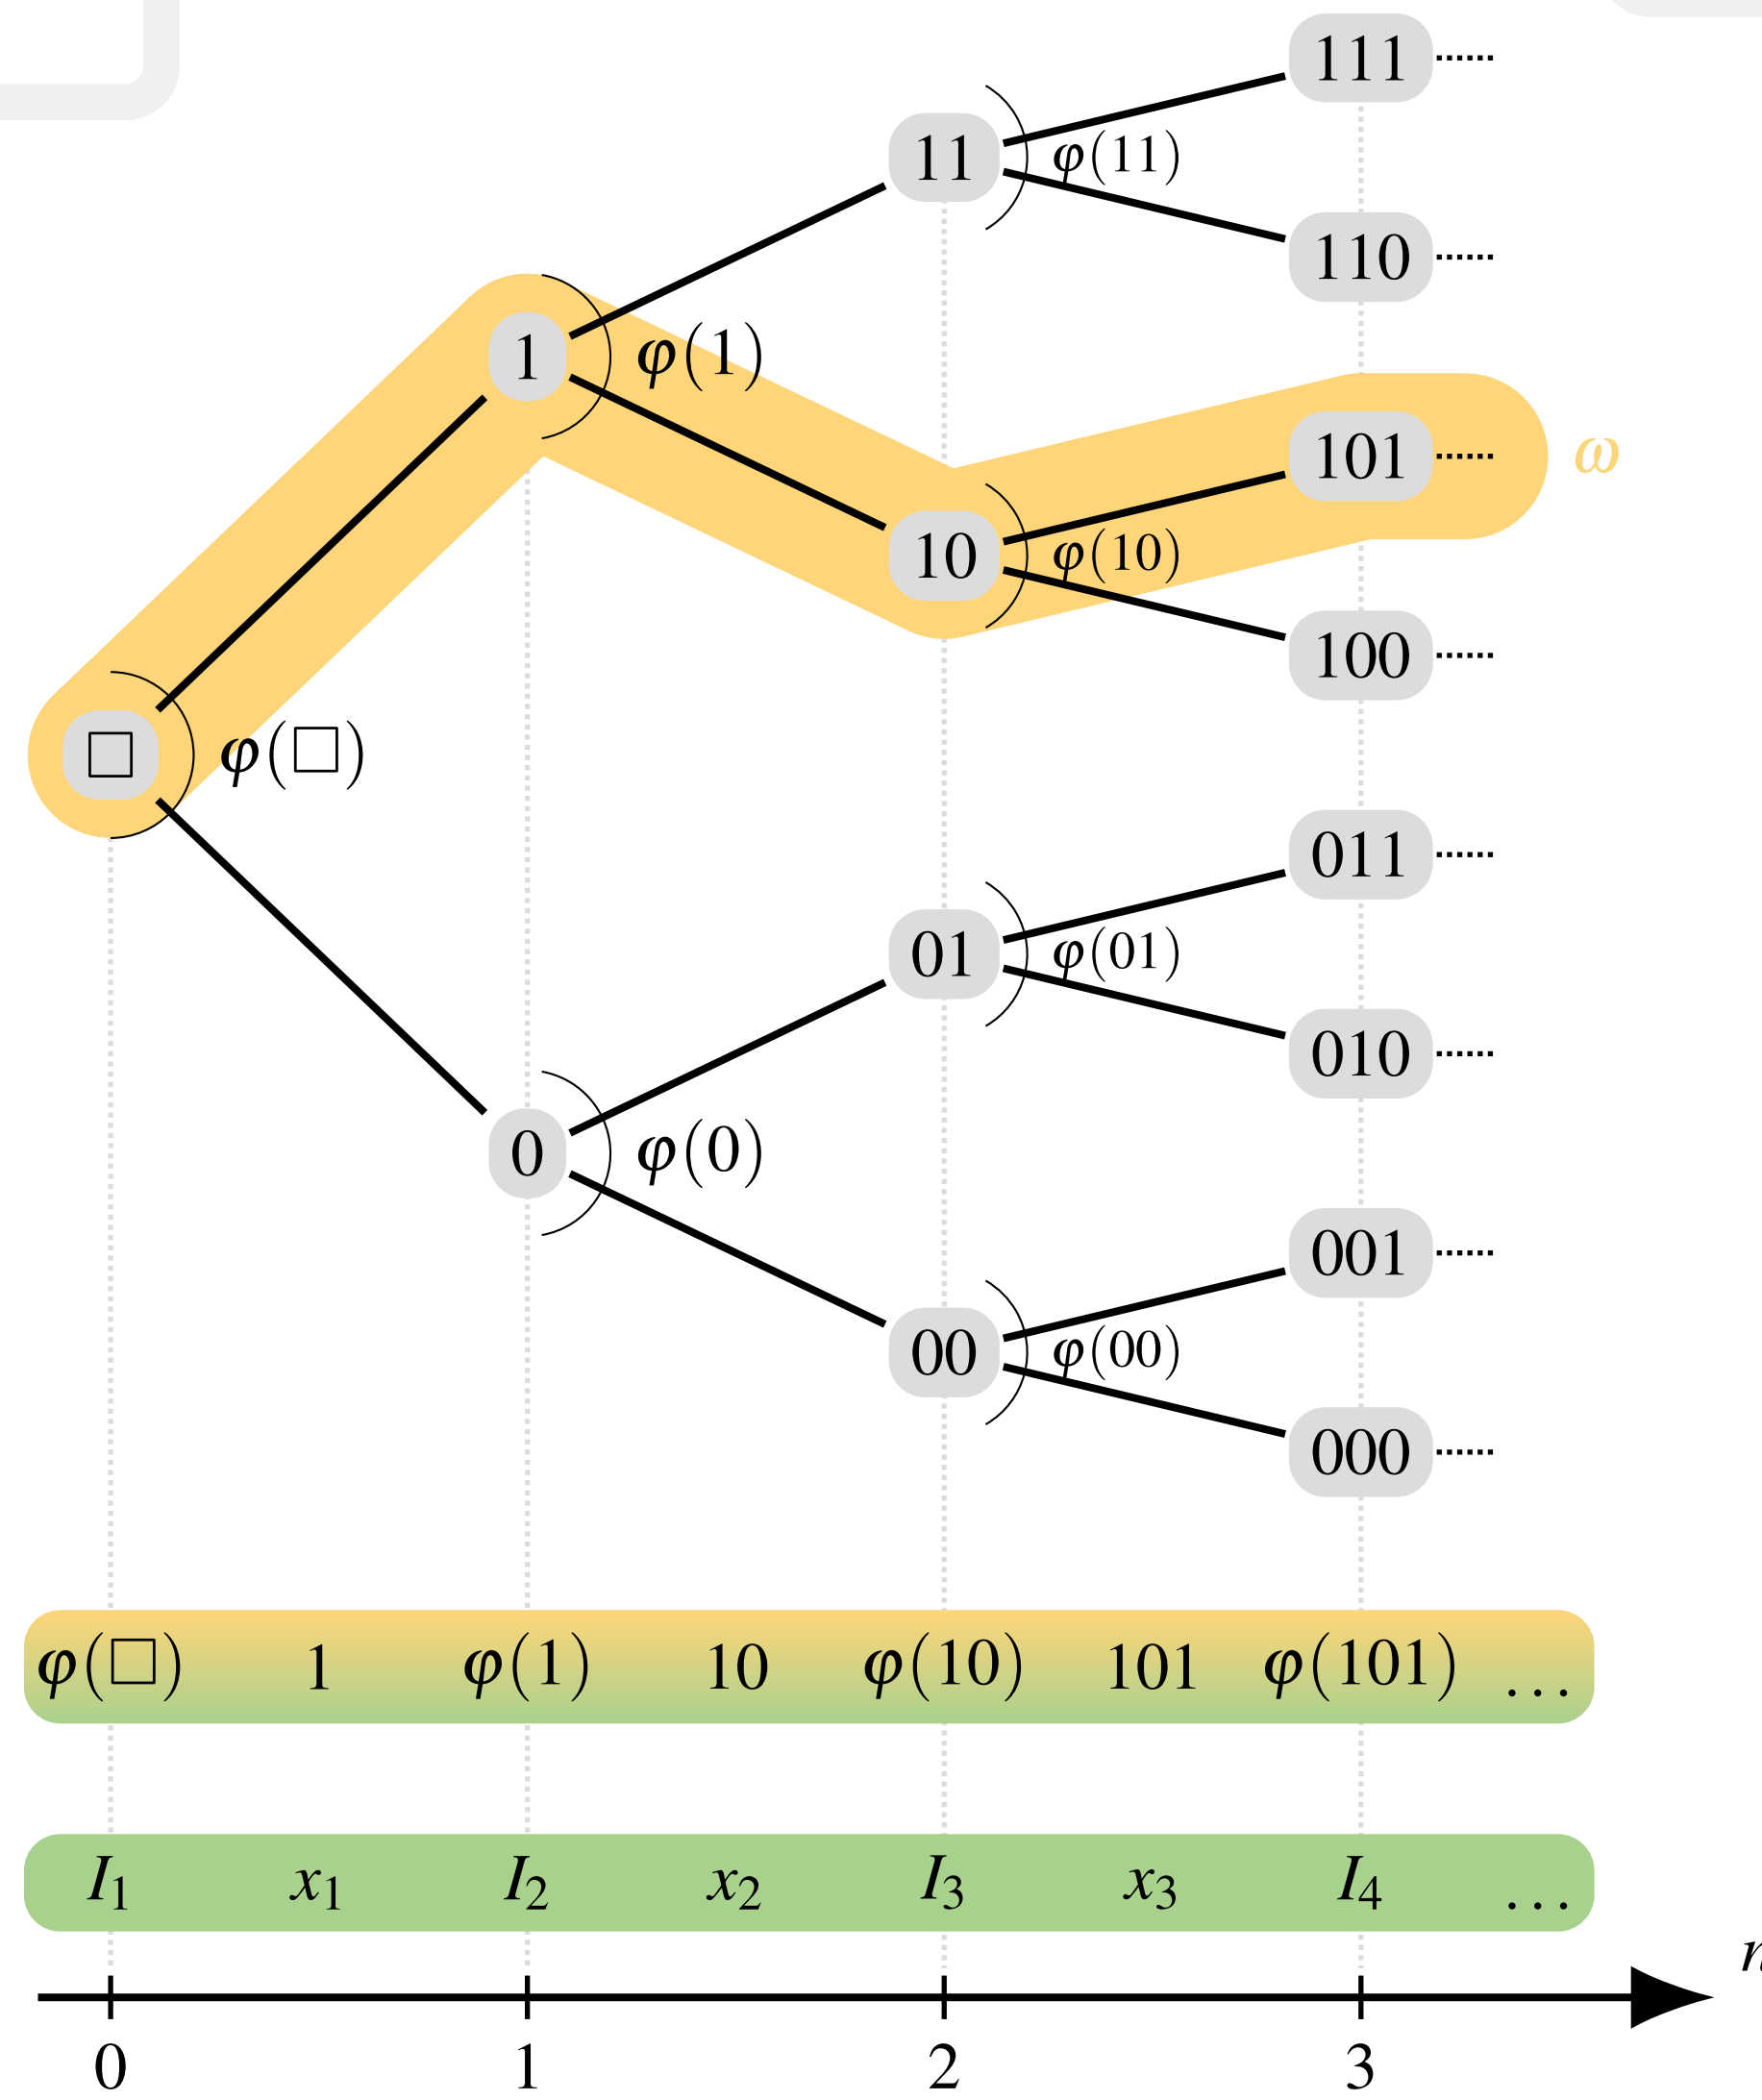 111 ......
11 φ(11)
110 ......
1 φ(1)
101 ...... ω
10 φ(10)
100 ......
□ φ(□)
011 ......
01 φ(01)
010 ......
0 φ(0)
001 ......
00 φ(00)
000 ......
φ(□) 1 φ(1) 10 φ(10) 101 φ(101) ...
I₁ x₁ I₂ x₂ I₃ x₃ I₄ ...
0 1 2 3